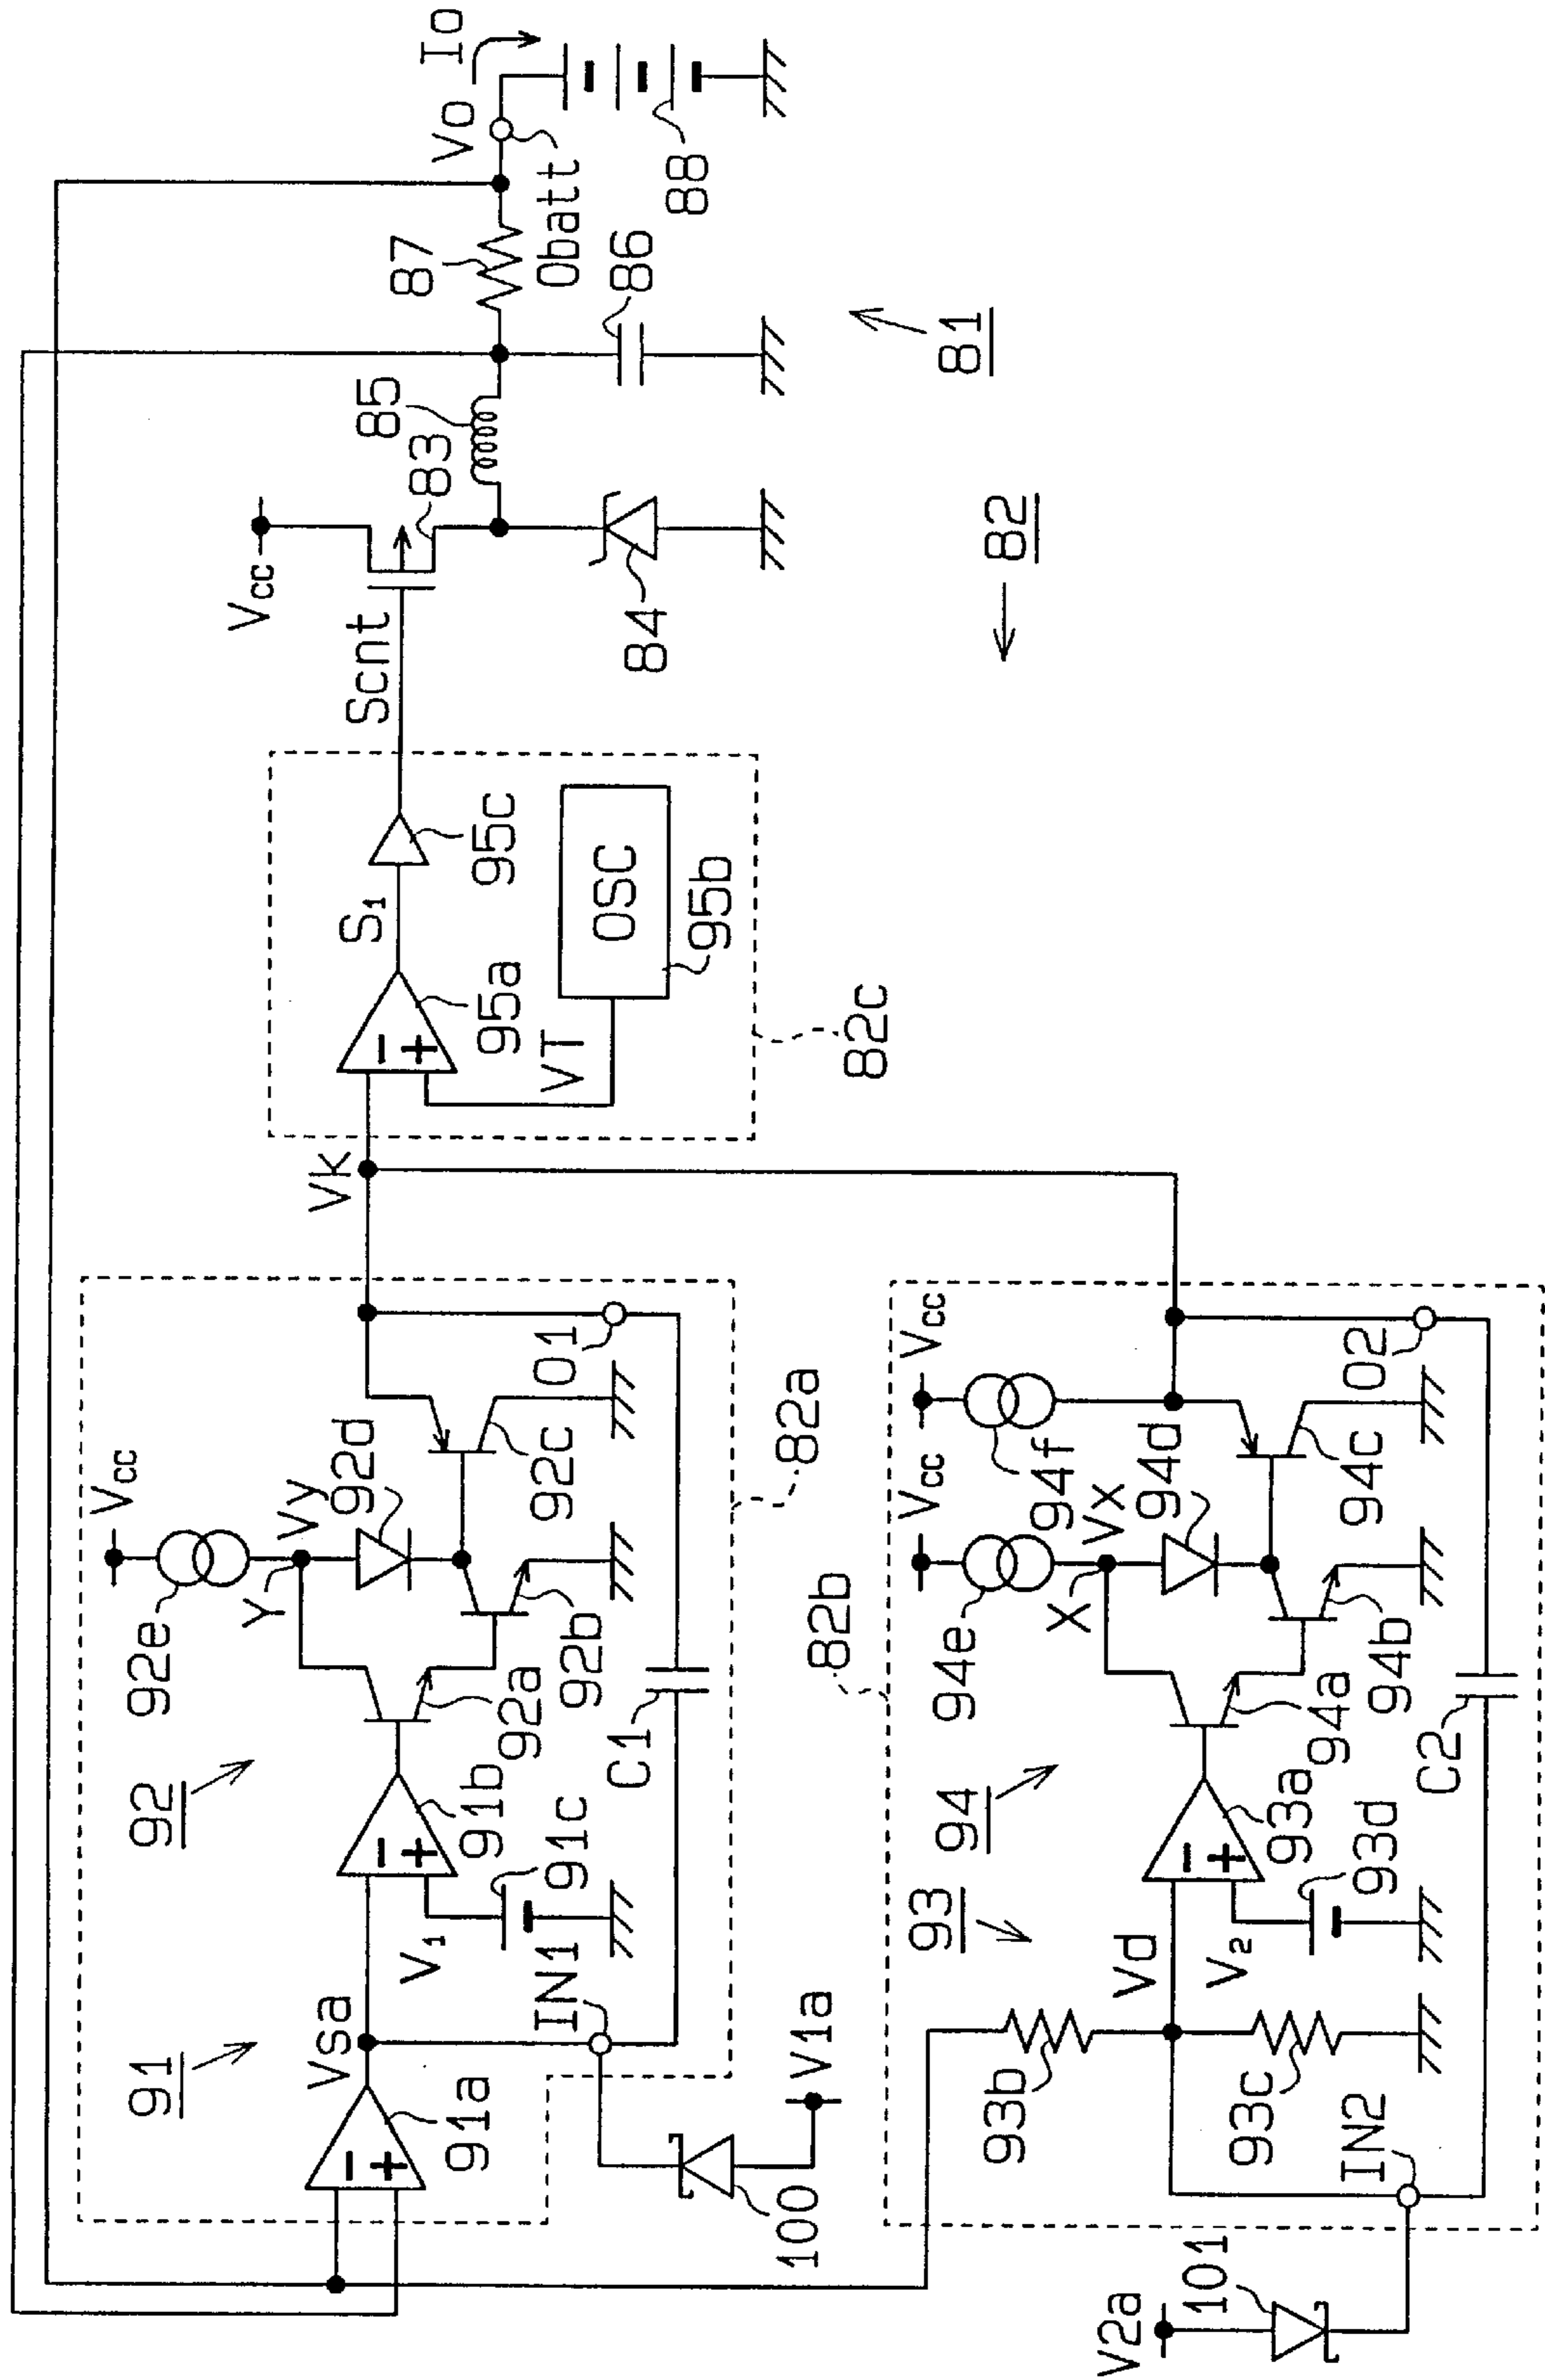 Vo
Io
Obatt
87
88
86
81
85
83
Vcc
84
Scnt
82
95c
S1
OSC
95b
95a
VT
82c
VK
01
82a
Vcc
92e
Y
Vy
92d
92c
92b
92a
92
91b
91c
C1
V1
IN1
Vsa
91
91a
100
V1a
82b
02
Vcc
94f
Vcc
94e
X
Vx
94d
94c
94b
94a
94
93a
93d
C2
93
Vd
V2
93b
93c
IN2
101
V2a